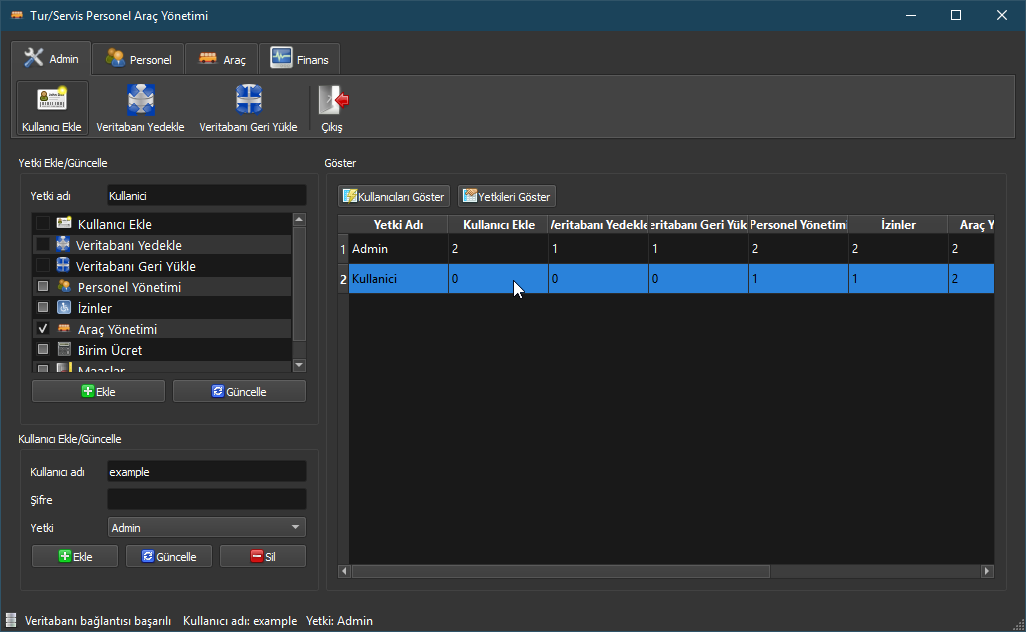 Tur/Servis Personel Araç Yönetimi
Admin Personel Araç Finans
Kullanıcı Ekle Veritabanı Yedekle Veritabanı Geri Yükle Çıkış
Yetki Ekle/Güncelle
Yetki adı Kullanici
Kullanıcı Ekle
Veritabanı Yedekle
Veritabanı Geri Yükle
Personel Yönetimi
İzinler
Araç Yönetimi
Birim Ücret
Maaşlar
Ekle Güncelle
Kullanıcı Ekle/Güncelle
Kullanıcı adı example
Şifre
Yetki Admin
Ekle Güncelle Sil
Göster
Kullanıcıları Göster Yetkileri Göster
Yetki Adı Kullanıcı Ekle Veritabanı Yedekle eritabanı Geri Yük Personel Yönetimi İzinler Araç Y
1 Admin 2 1 1 2 2 2
2 Kullanici 0 0 0 1 1 2
Veritabanı bağlantısı başarılı Kullanıcı adı: example Yetki: Admin